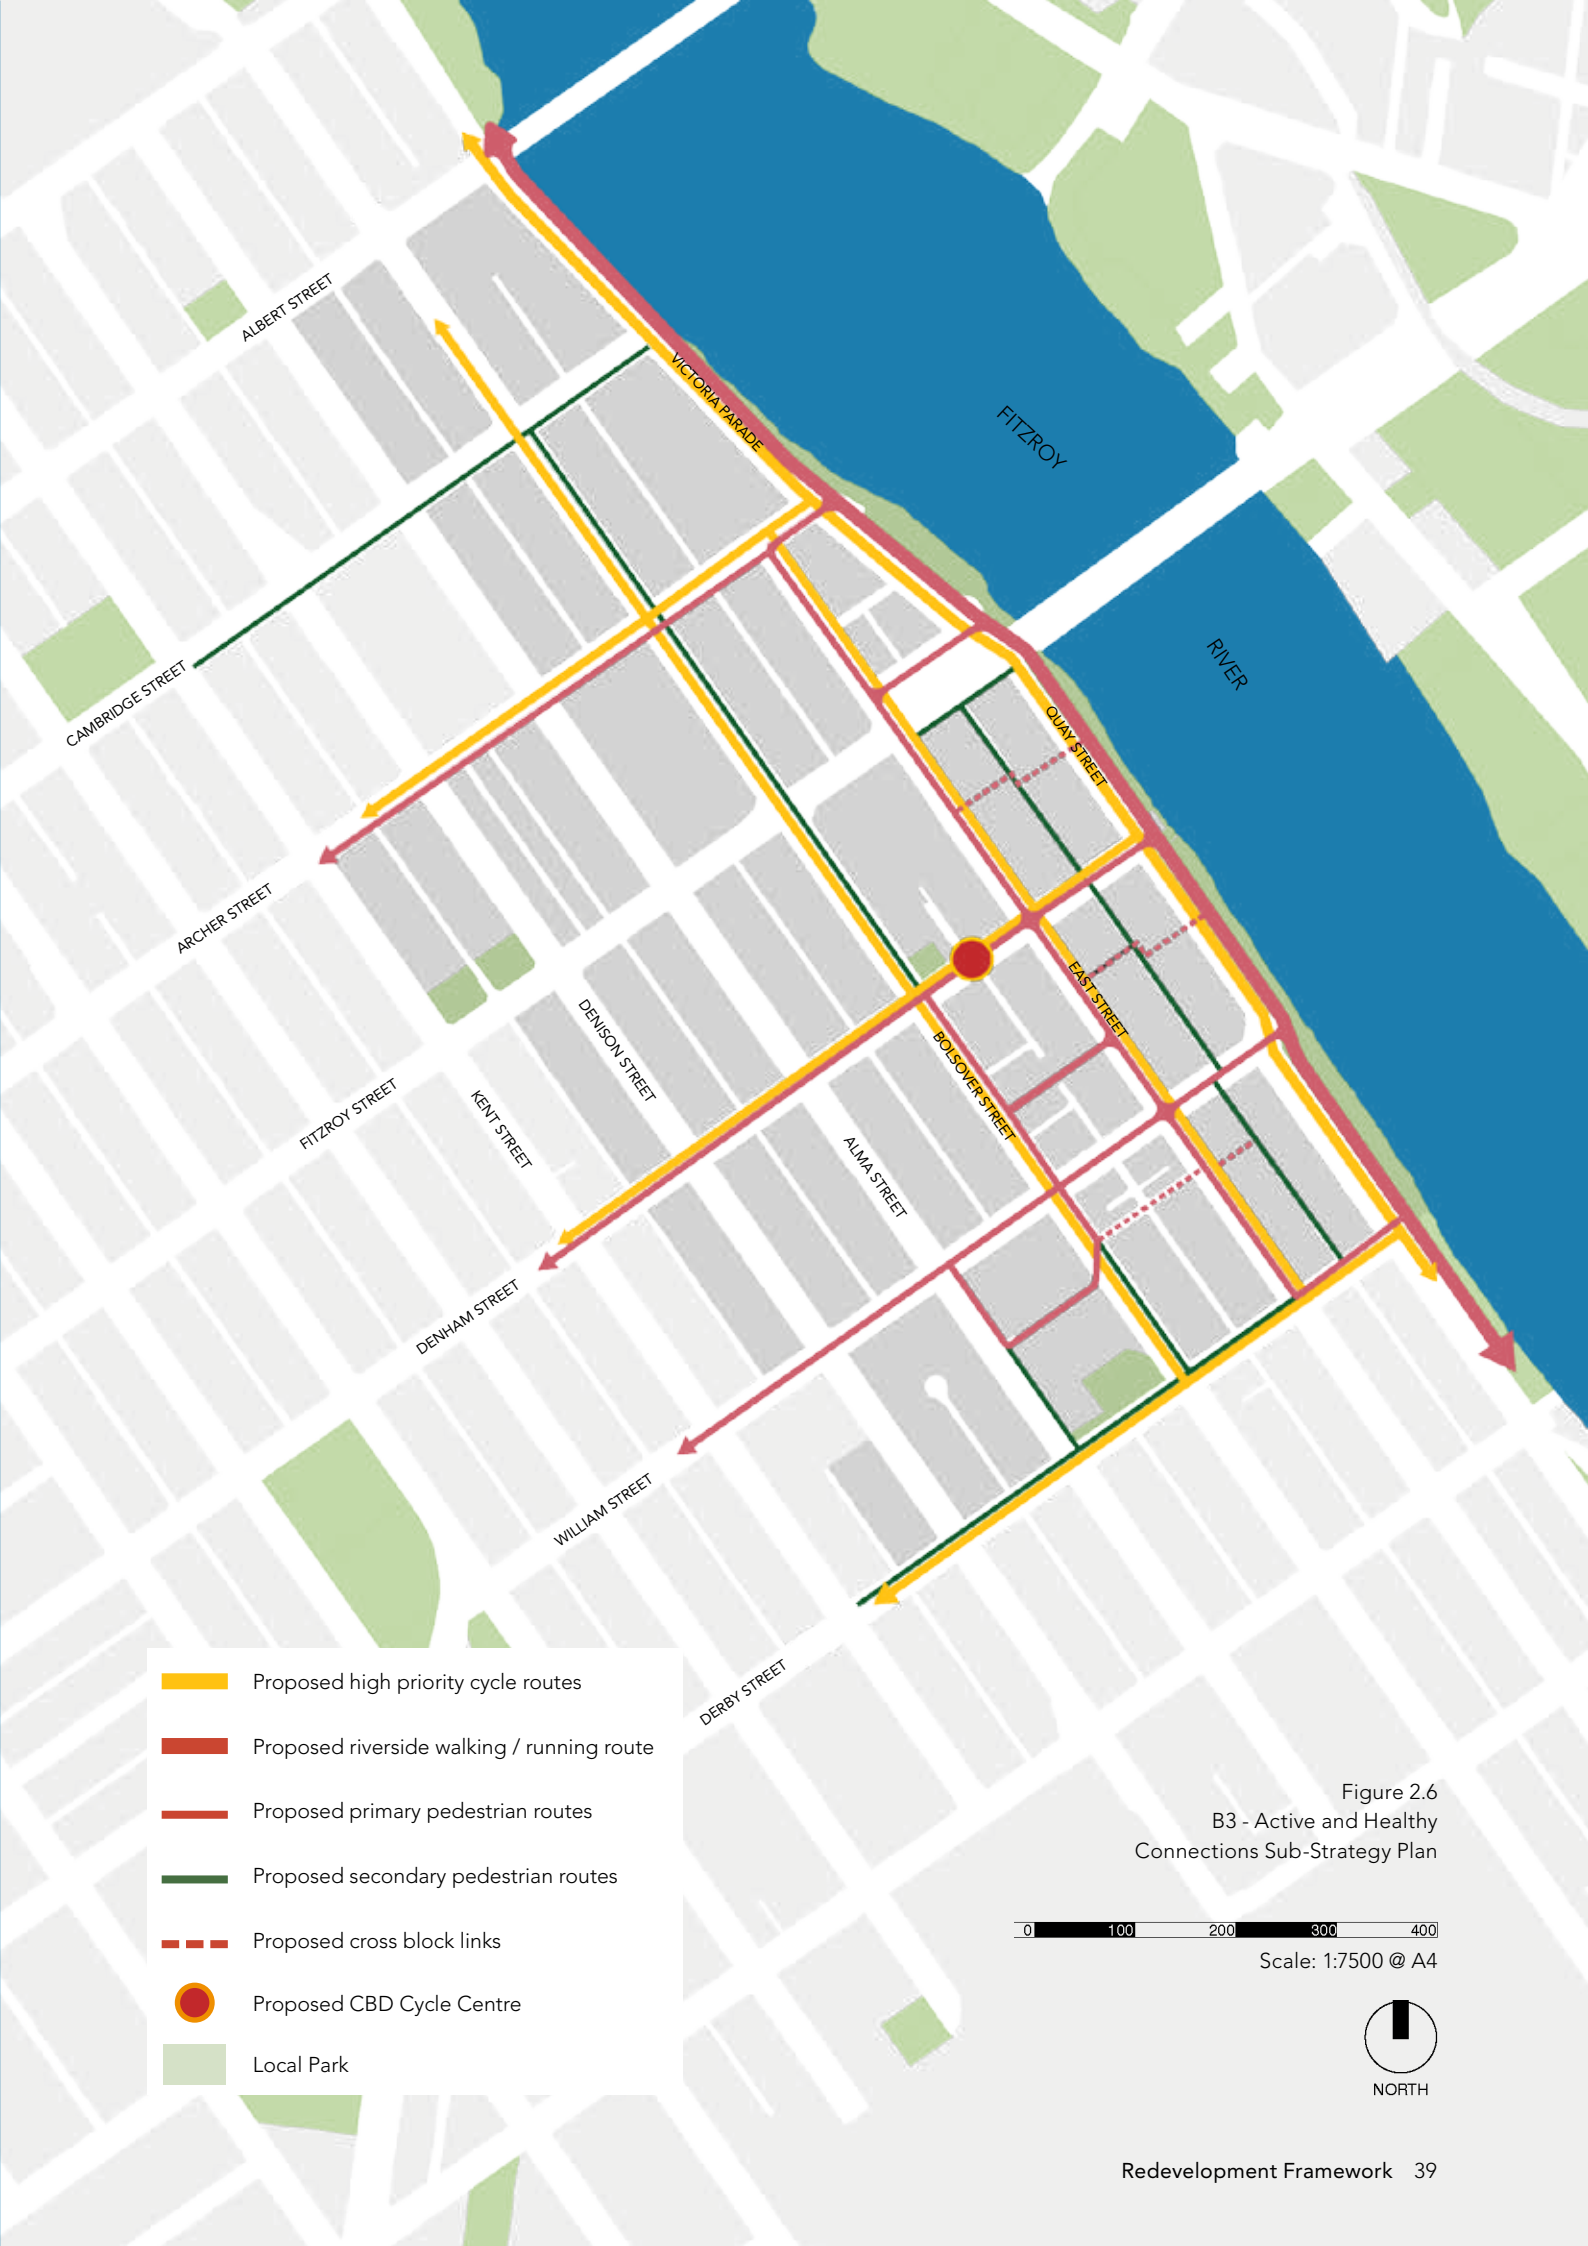 ALBERT STREET
VICTORIA PARADE
FITZROY
RIVER
CAMBRIDGE STREET
QUAY STREET
ARCHER STREET
EAST STREET
DENISON STREET
BOLSOVER STREET
FITZROY STREET
KENT STREET
ALMA STREET
DENHAM STREET
WILLIAM STREET
DERBY STREET
Proposed high priority cycle routes
Proposed riverside walking / running route
Proposed primary pedestrian routes
Proposed secondary pedestrian routes
Proposed cross block links
Proposed CBD Cycle Centre
Local Park
Figure 2.6
B3 - Active and Healthy
Connections Sub-Strategy Plan
0 100 200 300 400
Scale: 1:7500 @ A4
NORTH
Redevelopment Framework 39